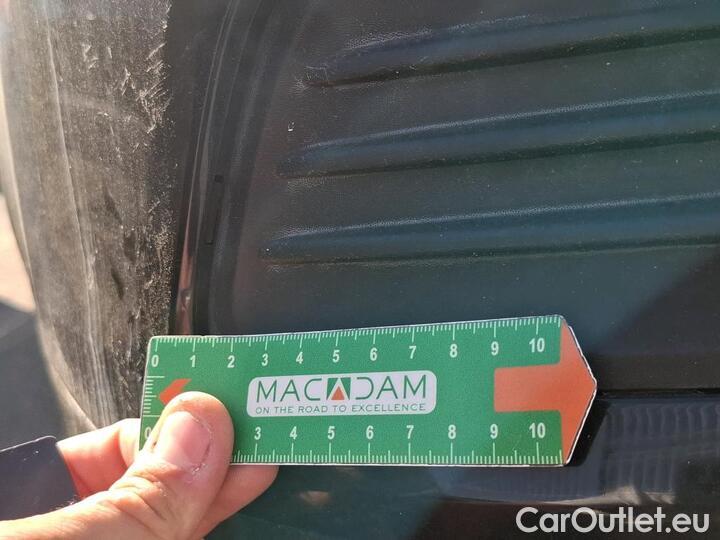 0 1 2 3 4 5 6 7 8 9 10
MACADAM
ON THE ROAD TO EXCELLENCE
0 3 4 5 6 7 8 9 10
CarOutlet.eu